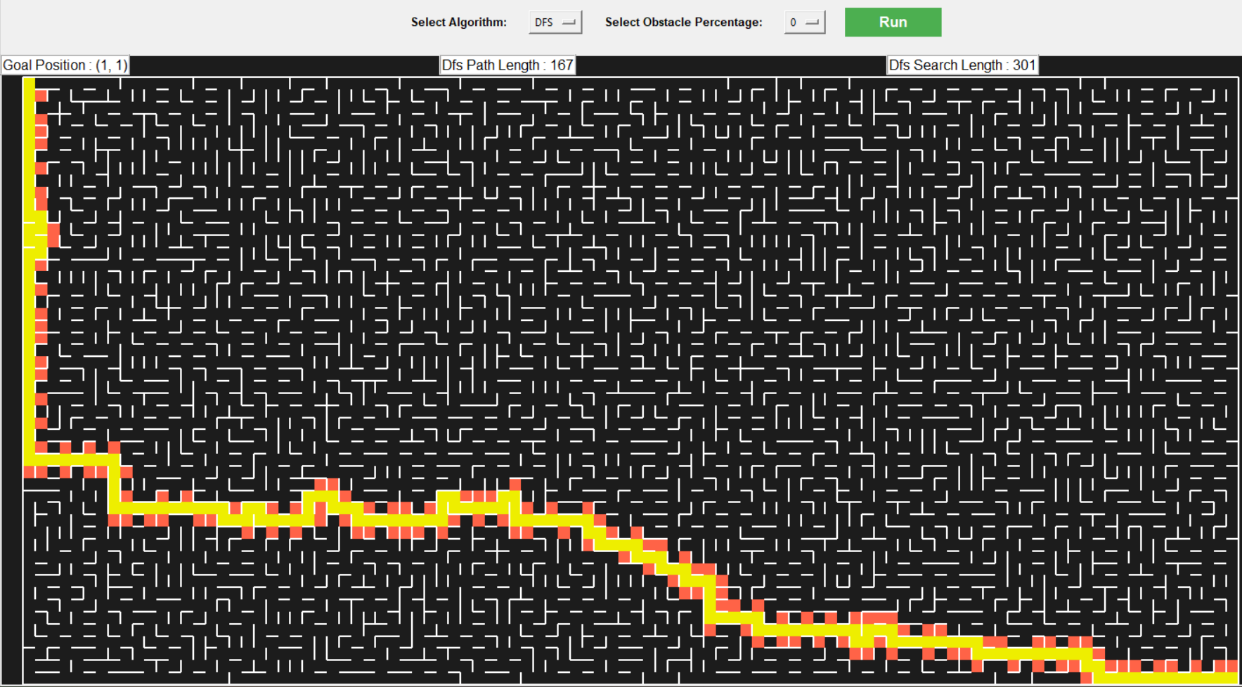 Select Algorithm: DFS Select Obstacle Percentage: 0 Run
Goal Position : (1, 1) Dfs Path Length : 167 Dfs Search Length : 301